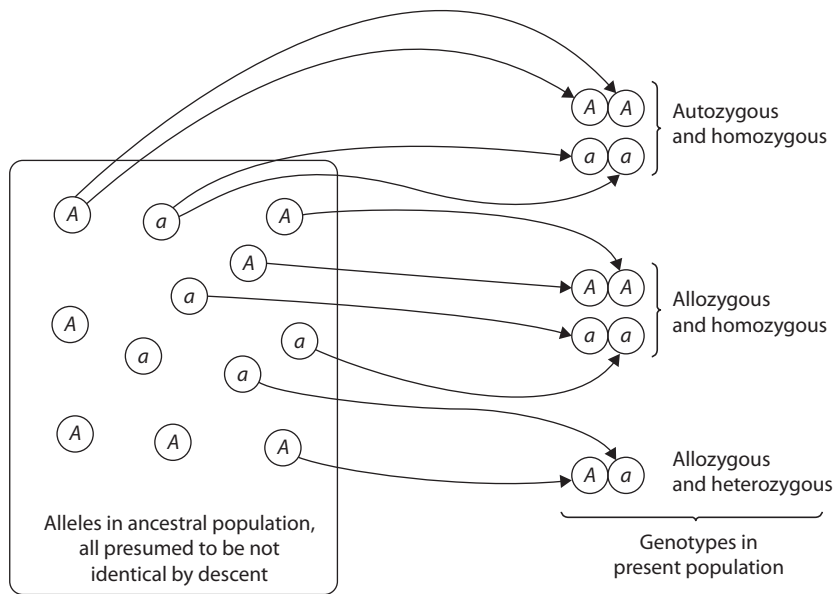 A A
Autozygous
and homozygous
a a
A a A
A
A A
Allozygous
and homozygous
a
A
a a
a
a
a
A A A
A a
Allozygous
and heterozygous
Alleles in ancestral population,
all presumed to be not
identical by descent
Genotypes in
present population